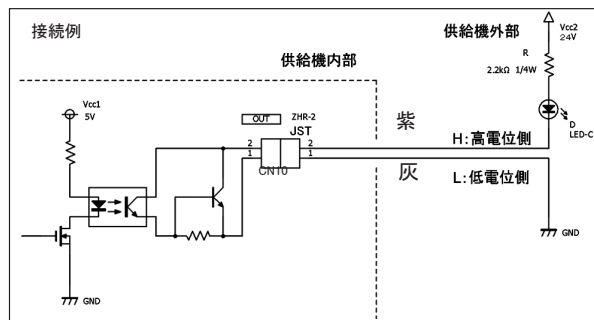 接続例
供給機内部
供給機外部
Vcc2
24V
R
2.2kΩ 1/4W
D
LED-C
Vcc1
5V
OUT
ZHR-2
JST
2
1
2
1
CN10
紫
灰
H:高電位側
L:低電位側
GND
GND